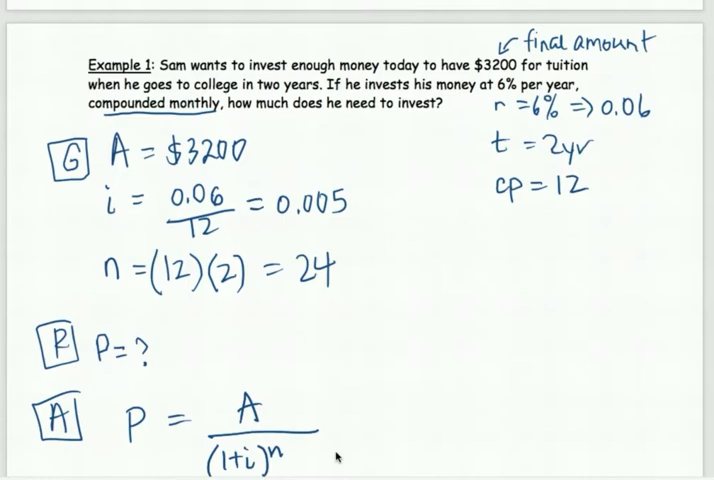 final amount
Example 1: Sam wants to invest enough money today to have $3200 for tuition
when he goes to college in two years. If he invests his money at 6% per year,
compounded monthly, how much does he need to invest?
r = 6% => 0.06
t = 2yr
cp = 12
G A = $3200
i = 0.06/12 = 0.005
n = (12)(2) = 24
R P = ?
A P = A/(1+i)^n